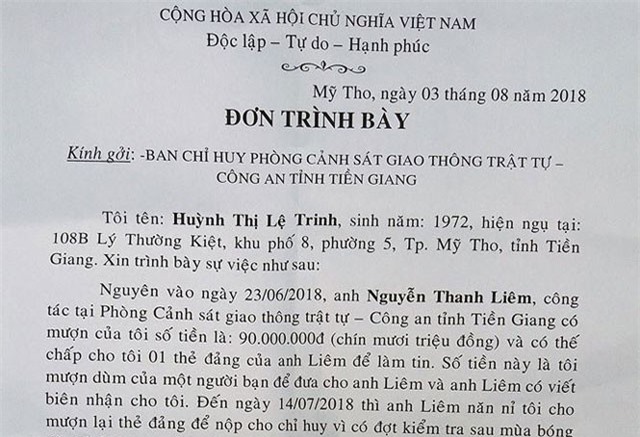 CỘNG HÒA XÃ HỘI CHỦ NGHĨA VIỆT NAM
Độc lập – Tự do – Hạnh phúc
Mỹ Tho, ngày 03 tháng 08 năm 2018
ĐƠN TRÌNH BÀY
Kính gởi: -BAN CHỈ HUY PHÒNG CẢNH SÁT GIAO THÔNG TRẬT TỰ –
CÔNG AN TỈNH TIỀN GIANG
Tôi tên: Huỳnh Thị Lệ Trinh, sinh năm: 1972, hiện ngụ tại:
108B Lý Thường Kiệt, khu phố 8, phường 5, Tp. Mỹ Tho, tỉnh Tiền
Giang. Xin trình bày sự việc như sau:
Nguyên vào ngày 23/06/2018, anh Nguyễn Thanh Liêm, công
tác tại Phòng Cảnh sát giao thông trật tự – Công an tỉnh Tiền Giang có
mượn của tôi số tiền là: 90.000.000đ (chín mươi triệu đồng) và có thế
chấp cho tôi 01 thẻ đảng của anh Liêm để làm tin. Số tiền này là tôi
mượn dùm của một người bạn để đưa cho anh Liêm và anh Liêm có viết
biên nhận cho tôi. Đến ngày 14/07/2018 thì anh Liêm năn nỉ tôi cho
mượn lại thẻ đảng để nộp cho chỉ huy vì có đợt kiểm tra sau mùa bóng